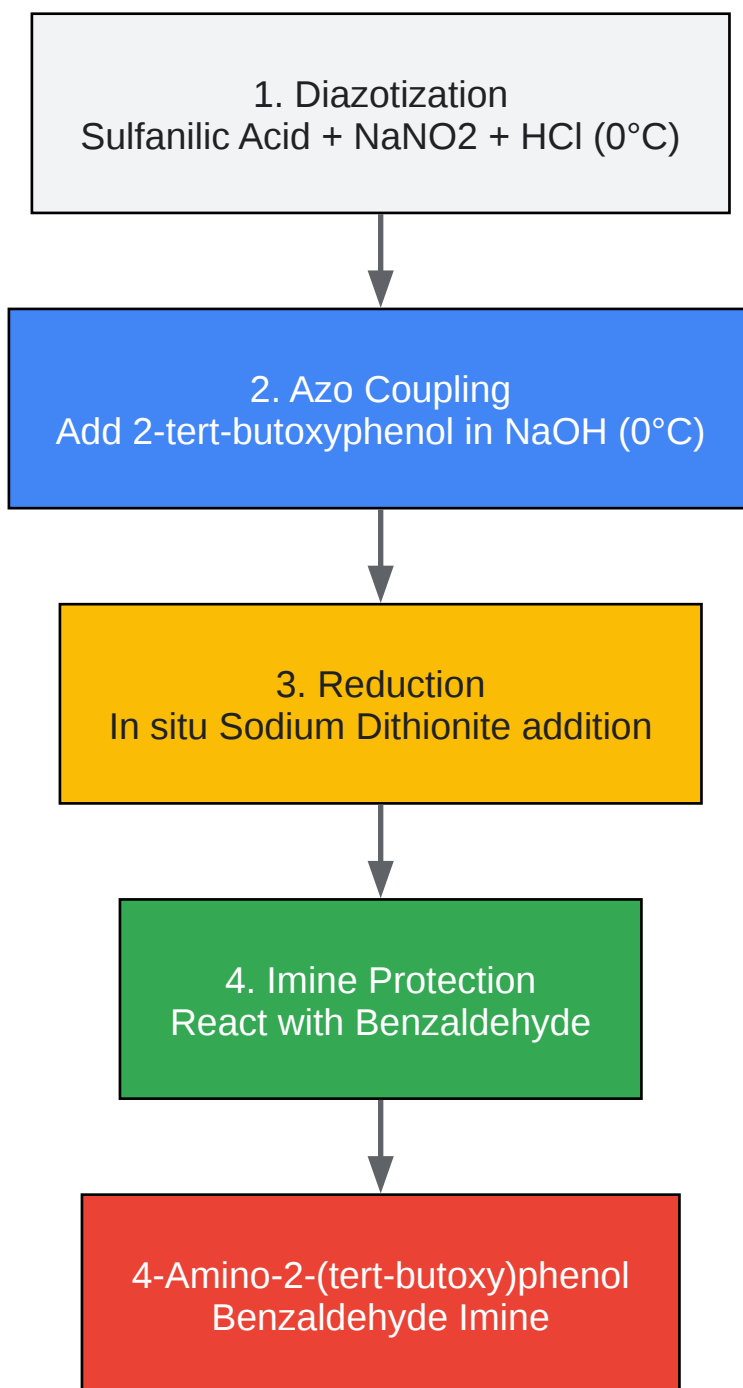 1. Diazotization
Sulfanilic Acid + NaNO2 + HCl (0°C)
2. Azo Coupling
Add 2-tert-butoxyphenol in NaOH (0°C)
3. Reduction
In situ Sodium Dithionite addition
4. Imine Protection
React with Benzaldehyde
4-Amino-2-(tert-butoxy)phenol
Benzaldehyde Imine